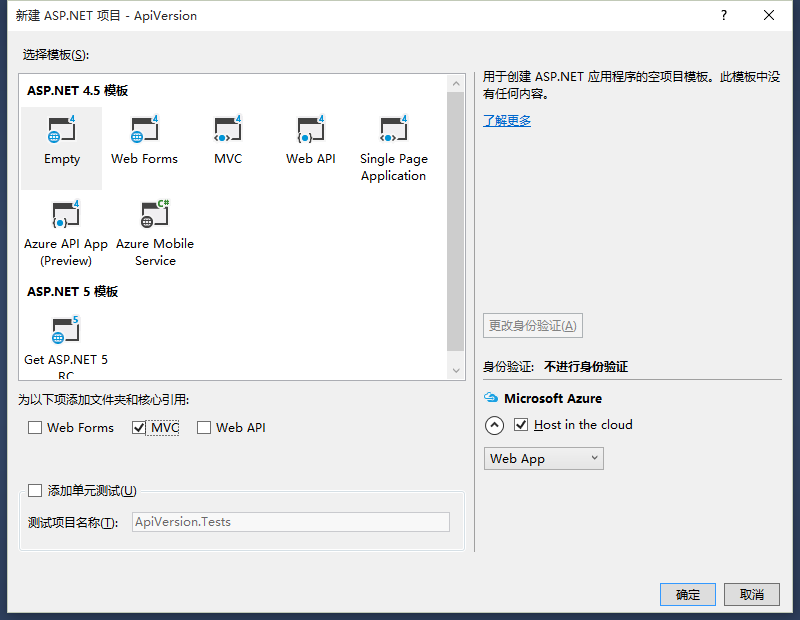 新建 ASP.NET 项目 - ApiVersion
?
选择模板(S):
ASP.NET 4.5 模板
4
4
4
4
4
Empty
Web Forms
MVC
Web API
Single Page
Application
4
C#
Azure API App
(Preview)
Azure Mobile
Service
ASP.NET 5 模板
5
Get ASP.NET 5
RC
用于创建 ASP.NET 应用程序的空项目模板。此模板中没
有任何内容。
了解更多
更改身份验证(A)
身份验证: 不进行身份验证
Microsoft Azure
Host in the cloud
Web App
为以下项添加文件夹和核心引用:
Web Forms
MVC
Web API
添加单元测试(U)
测试项目名称(T):
ApiVersion.Tests
确定
取消